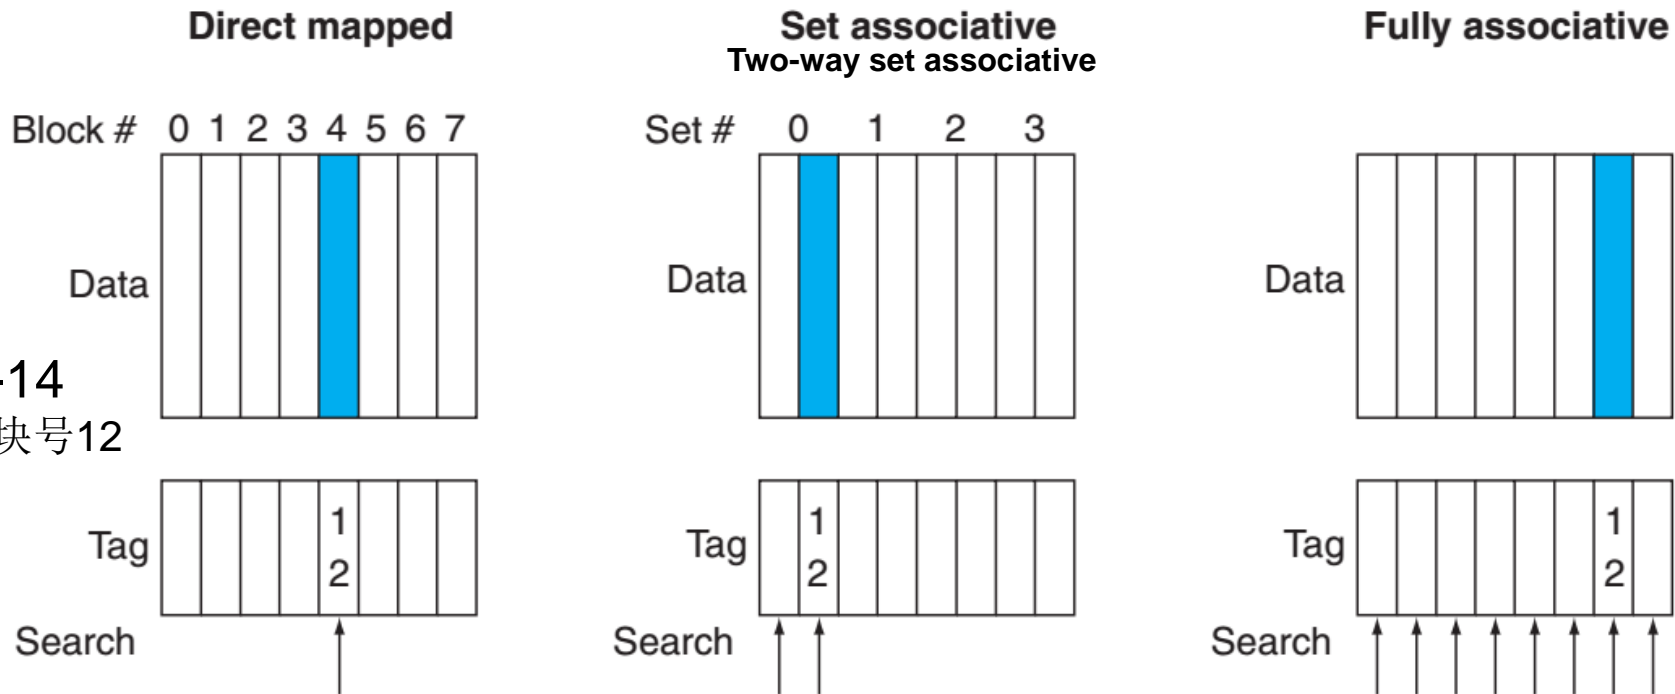 Direct mapped
Block # 0 1 2 3 4 5 6 7
Data
-14
块号12
Tag
1
2
Search
Set associative
Two-way set associative
Set # 0 1 2 3
Data
Tag
1
2
Search
Fully associative
Data
Tag
1
2
Search